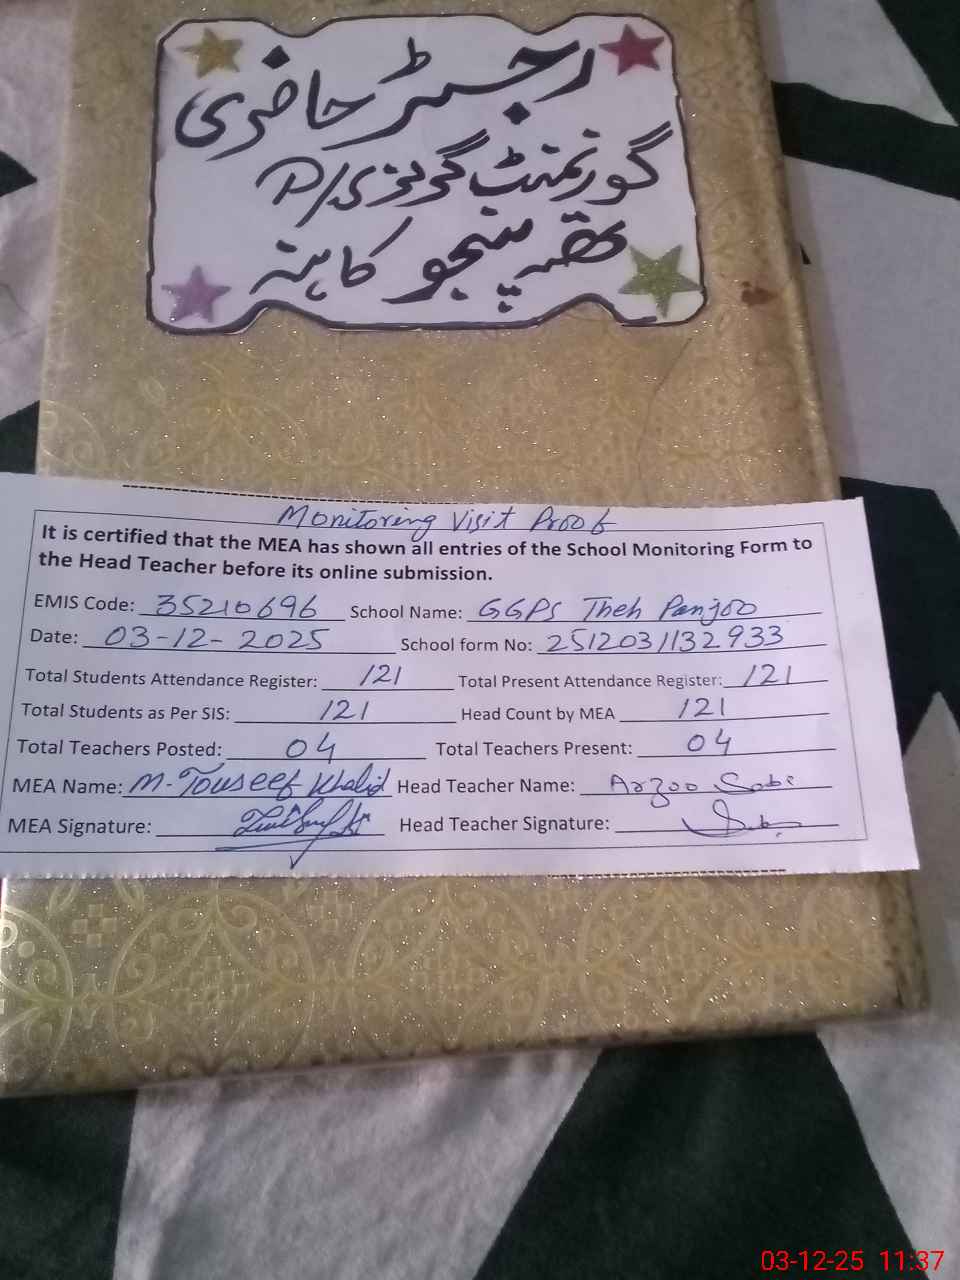 رجسٹر حاضری
گورنمنٹ گرلز P/
تھہ پنجو کاہنہ
Monitoring Visit Proof
It is certified that the MEA has shown all entries of the School Monitoring Form to
the Head Teacher before its online submission.
EMIS Code: 35210696 School Name: GGPS Theh Panjoo
Date: 03-12-2025 School form No: 2512031132933
Total Students Attendance Register: 121 Total Present Attendance Register: 121
Total Students as Per SIS: 121 Head Count by MEA 121
Total Teachers Posted: 04 Total Teachers Present: 04
MEA Name: M. Touseef Khalid Head Teacher Name: Arzoo
MEA Signature: Head Teacher Signature:
03-12-25 11:37